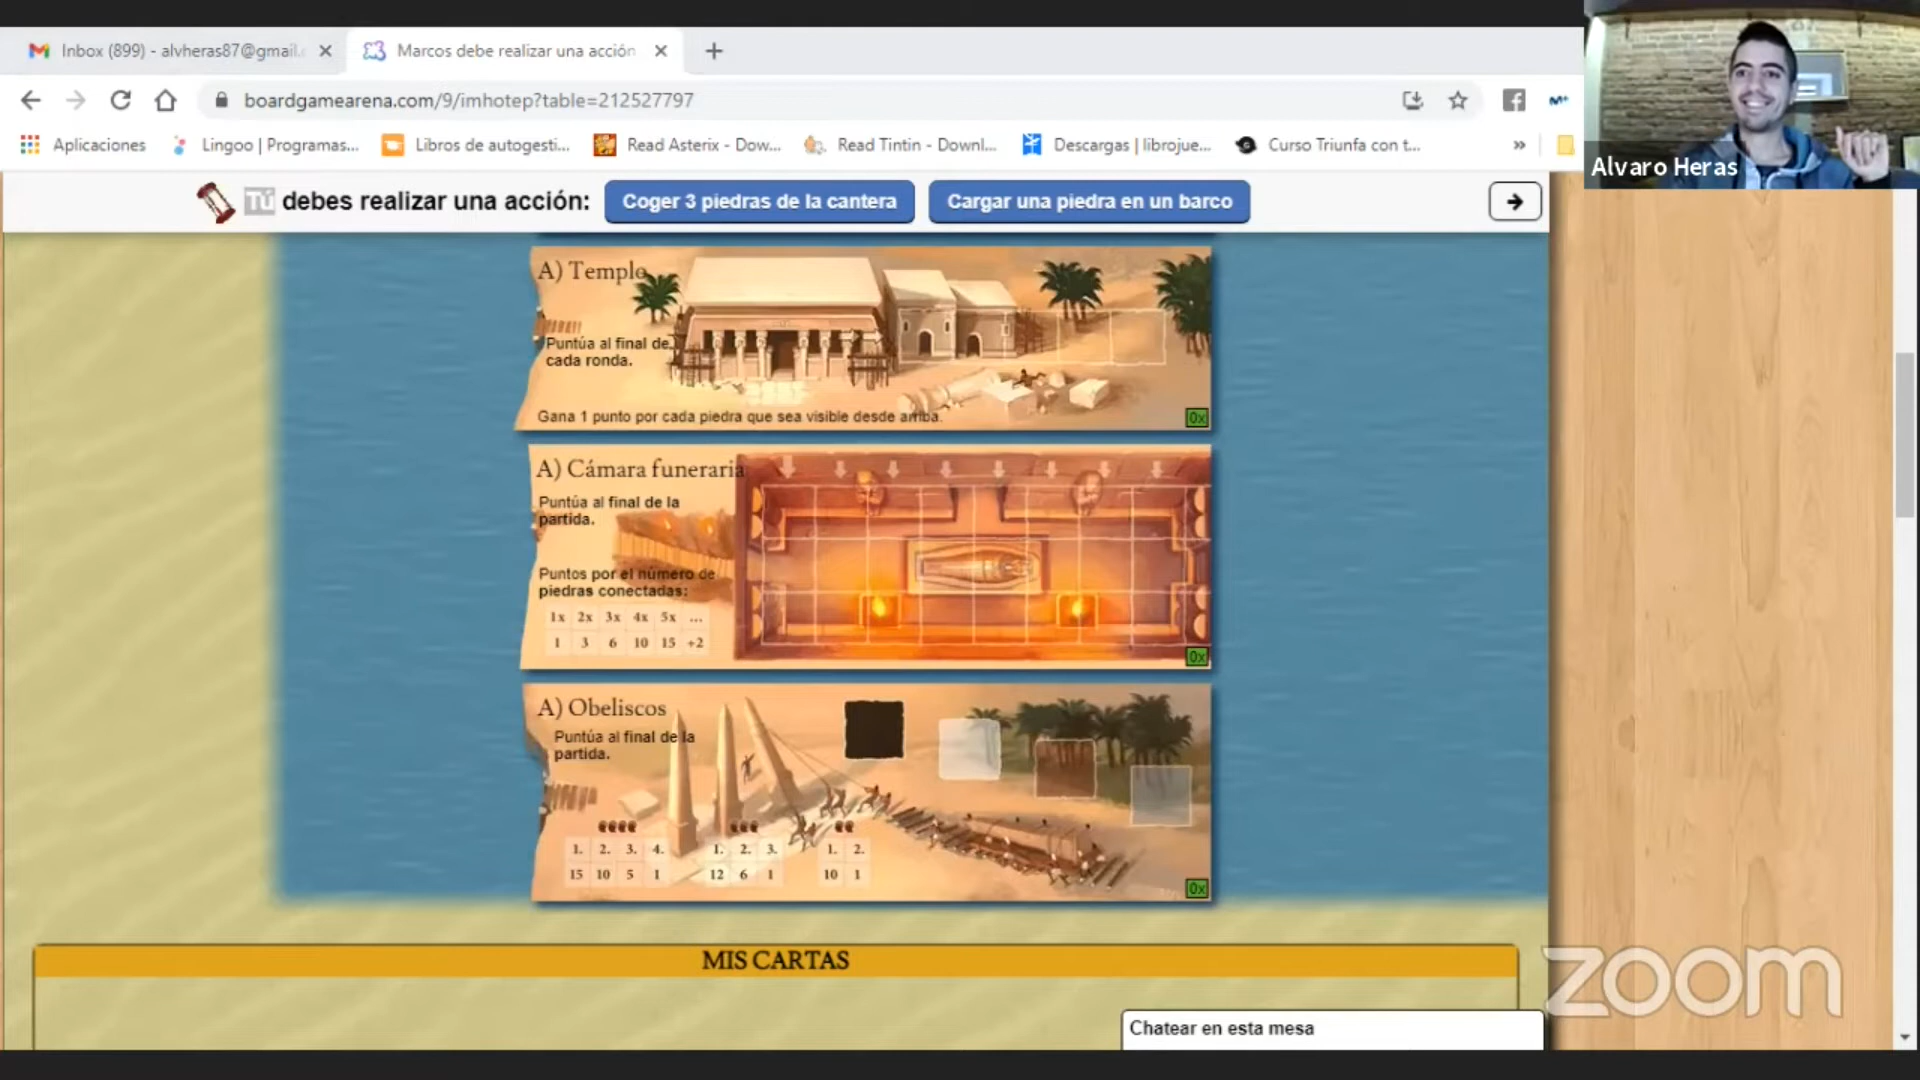 Inbox (899) - alvheras87@gmail.
Marcos debe realizar una acción
boardgamearena.com/9/imhotep?table=212527797
Aplicaciones
Lingoo | Programas...
Libros de autogesti...
Read Asterix - Dow...
Read Tintin - Downl...
Descargas | librojue...
Curso Triunfa con t...
»
Alvaro Heras
Tú debes realizar una acción:
Coger 3 piedras de la cantera
Cargar una piedra en un barco
A) Templo
Puntúa al final de
cada ronda.
Gana 1 punto por cada piedra que sea visible desde arriba.
0x
A) Cámara funeraria
Puntúa al final de la
partida.
Puntos por el número de
piedras conectadas:
1x 2x 3x 4x 5x ...
1 3 6 10 15 +2
0x
A) Obeliscos
Puntúa al final de la
partida.
1. 2. 3. 4. 1. 2. 3. 1. 2.
15 10 5 1 12 6 1 10 1
0x
MIS CARTAS
Chatear en esta mesa
zoom